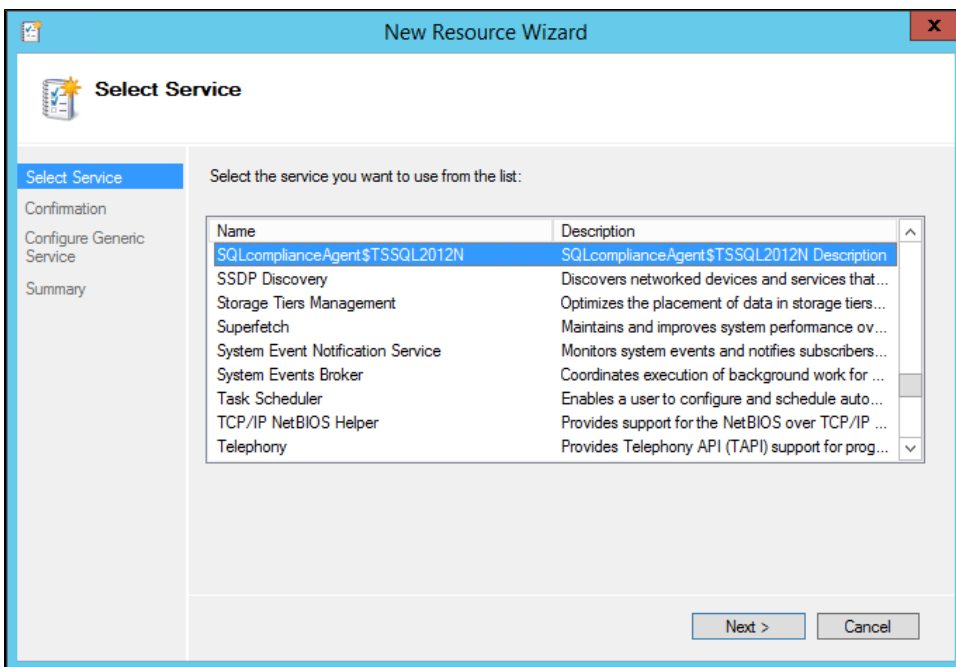 New Resource Wizard
x
Select Service
Select Service
Confirmation
Configure Generic
Service
Summary
Select the service you want to use from the list:
Name Description
SQLcomplianceAgent$TSSQL2012N SQLcomplianceAgent$TSSQL2012N Description
SSDP Discovery Discovers networked devices and services that...
Storage Tiers Management Optimizes the placement of data in storage tiers...
Superfetch Maintains and improves system performance ov...
System Event Notification Service Monitors system events and notifies subscribers...
System Events Broker Coordinates execution of background work for ...
Task Scheduler Enables a user to configure and schedule auto...
TCP/IP NetBIOS Helper Provides support for the NetBIOS over TCP/IP ...
Telephony Provides Telephony API (TAPI) support for prog...
Next > Cancel